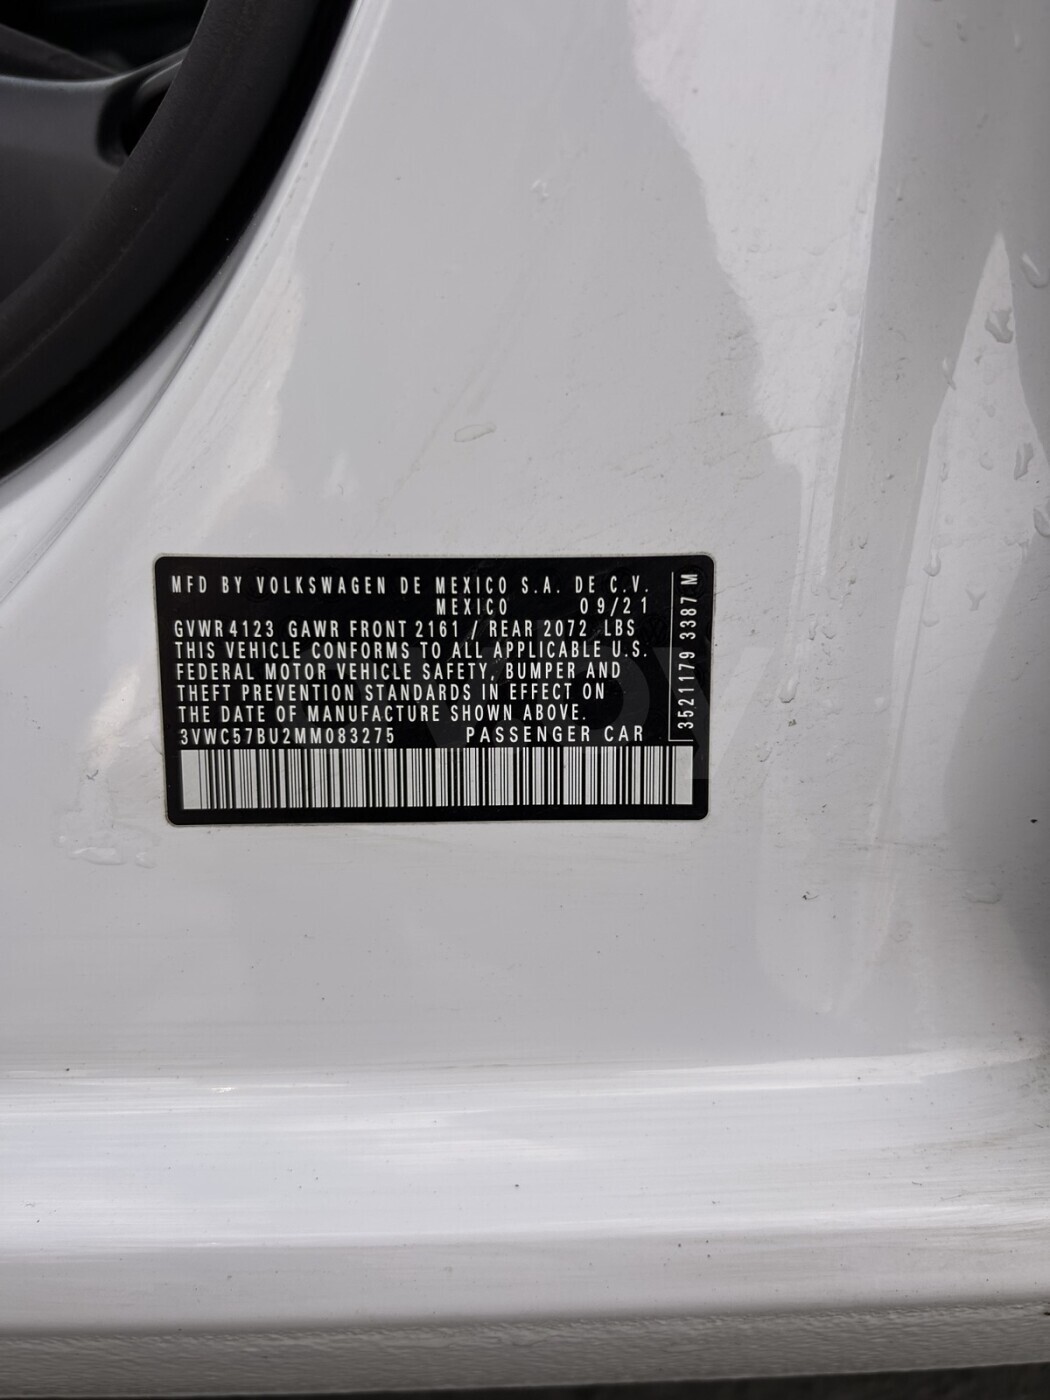 MFD BY VOLKSWAGEN DE MEXICO S.A. DE C.V.
MEXICO 09/21
GVWR 4123 GAWR FRONT 2161 / REAR 2072 LBS
THIS VEHICLE CONFORMS TO ALL APPLICABLE U.S.
FEDERAL MOTOR VEHICLE SAFETY, BUMPER AND
THEFT PREVENTION STANDARDS IN EFFECT ON
THE DATE OF MANUFACTURE SHOWN ABOVE.
3VWC57BU2MM083275 PASSENGER CAR
35211179 3387 M